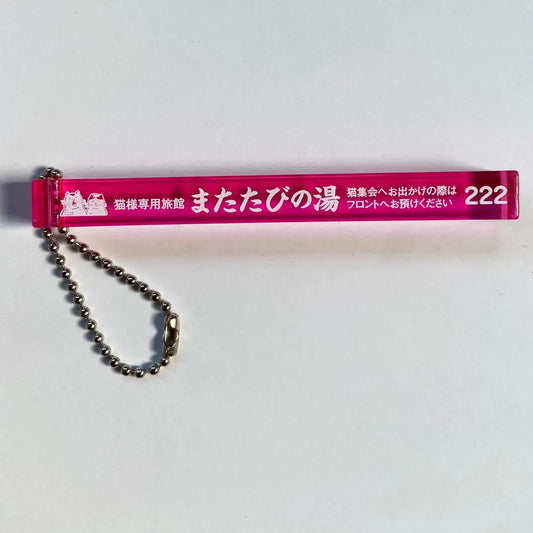 猫様専用旅館 またたびの湯
猫集会へお出かけの際は
フロントへお預けください
222